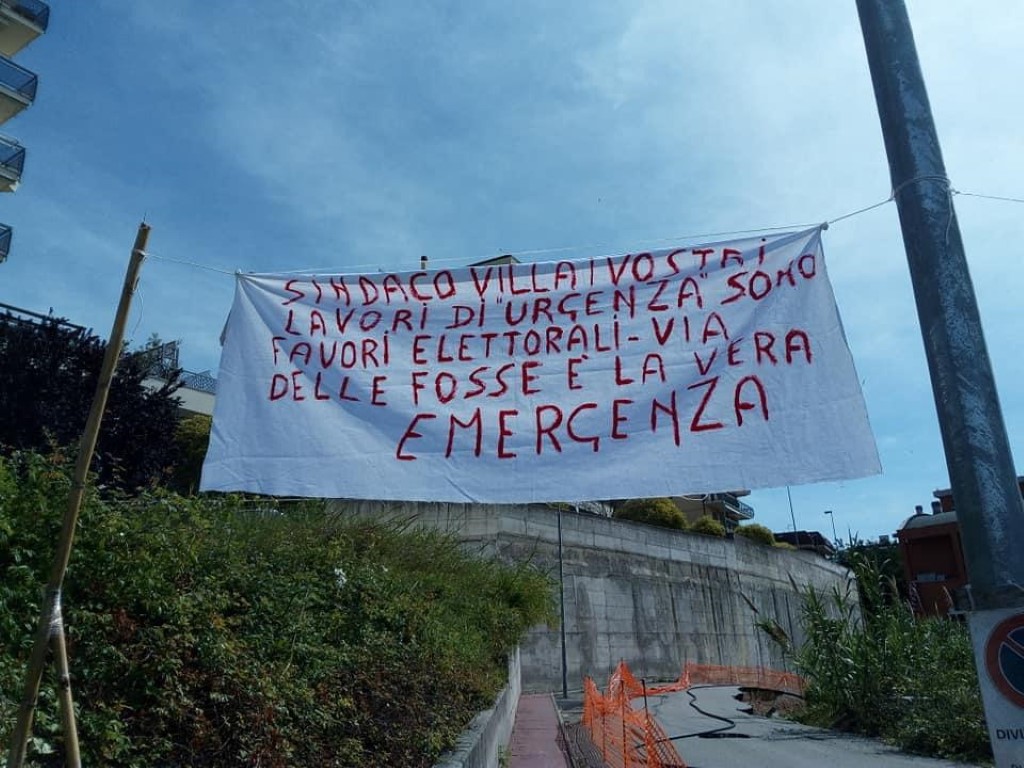 SINDACO VILLA I VOSTRI
LAVORI DI "URGENZA" SONO
FAVORI ELETTORALI - VIA
DELLE FOSSE È LA VERA
EMERGENZA